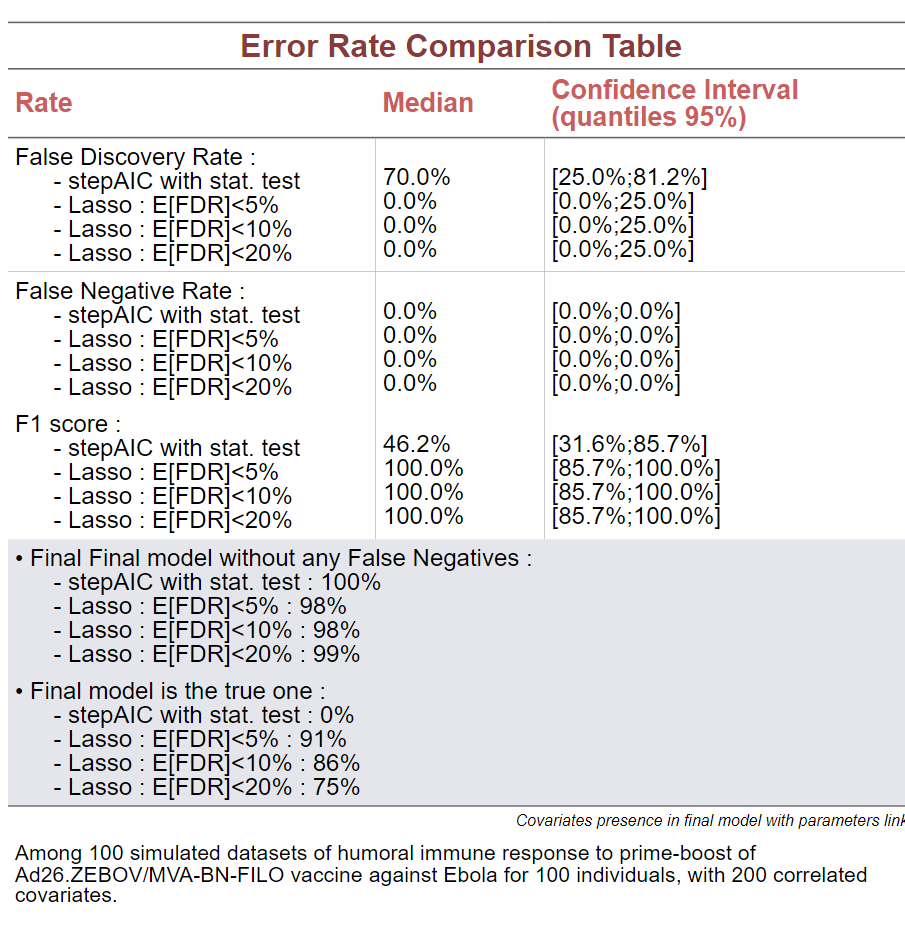 Error Rate Comparison Table
Rate Median Confidence Interval (quantiles 95%)
False Discovery Rate :
- stepAIC with stat. test 70.0% [25.0%;81.2%]
- Lasso : E[FDR]<5% 0.0% [0.0%;25.0%]
- Lasso : E[FDR]<10% 0.0% [0.0%;25.0%]
- Lasso : E[FDR]<20% 0.0% [0.0%;25.0%]
False Negative Rate :
- stepAIC with stat. test 0.0% [0.0%;0.0%]
- Lasso : E[FDR]<5% 0.0% [0.0%;0.0%]
- Lasso : E[FDR]<10% 0.0% [0.0%;0.0%]
- Lasso : E[FDR]<20% 0.0% [0.0%;0.0%]
F1 score :
- stepAIC with stat. test 46.2% [31.6%;85.7%]
- Lasso : E[FDR]<5% 100.0% [85.7%;100.0%]
- Lasso : E[FDR]<10% 100.0% [85.7%;100.0%]
- Lasso : E[FDR]<20% 100.0% [85.7%;100.0%]
• Final Final model without any False Negatives :
- stepAIC with stat. test : 100%
- Lasso : E[FDR]<5% : 98%
- Lasso : E[FDR]<10% : 98%
- Lasso : E[FDR]<20% : 99%
• Final model is the true one :
- stepAIC with stat. test : 0%
- Lasso : E[FDR]<5% : 91%
- Lasso : E[FDR]<10% : 86%
- Lasso : E[FDR]<20% : 75%
Covariates presence in final model with parameters link
Among 100 simulated datasets of humoral immune response to prime-boost of
Ad26.ZEBOV/MVA-BN-FILO vaccine against Ebola for 100 individuals, with 200 correlated
covariates.